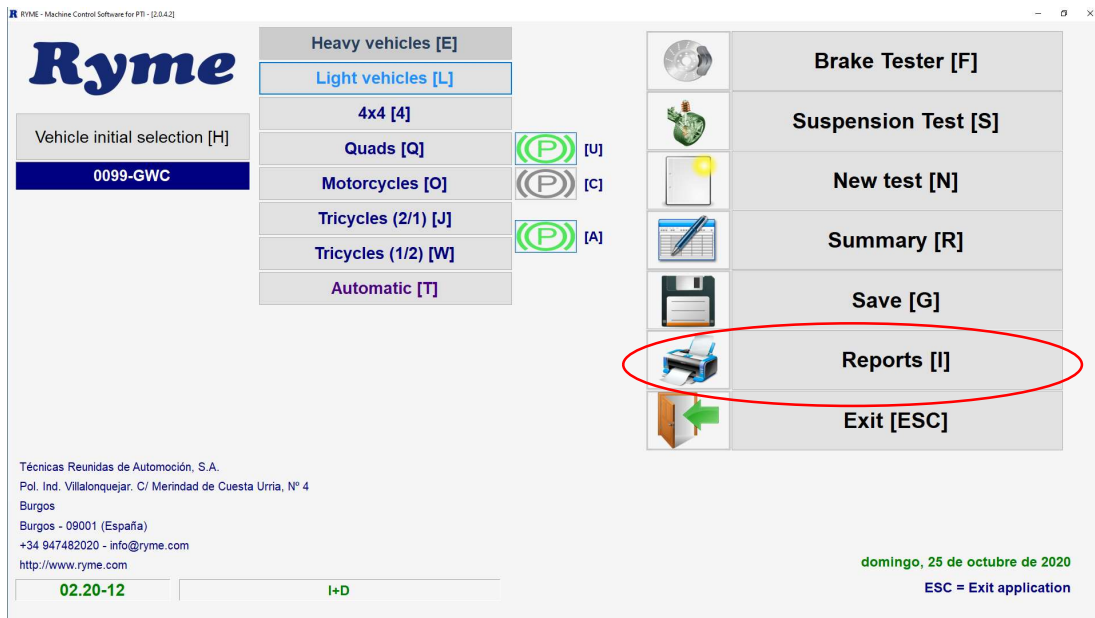 RYME - Machine Control Software for PTI - [2.0.4.2]
Ryme
Vehicle initial selection [H]
0099-GWC
Heavy vehicles [E]
Light vehicles [L]
4x4 [4]
Quads [Q]
Motorcycles [O]
Tricycles (2/1) [J]
Tricycles (1/2) [W]
Automatic [T]
(P) [U]
(P) [C]
(P) [A]
Brake Tester [F]
Suspension Test [S]
New test [N]
Summary [R]
Save [G]
Reports [I]
Exit [ESC]
Técnicas Reunidas de Automoción, S.A.
Pol. Ind. Villalonquejar. C/ Merindad de Cuesta Urria, Nº 4
Burgos
Burgos - 09001 (España)
+34 947482020 - info@ryme.com
http://www.ryme.com
02.20-12
I+D
domingo, 25 de octubre de 2020
ESC = Exit application